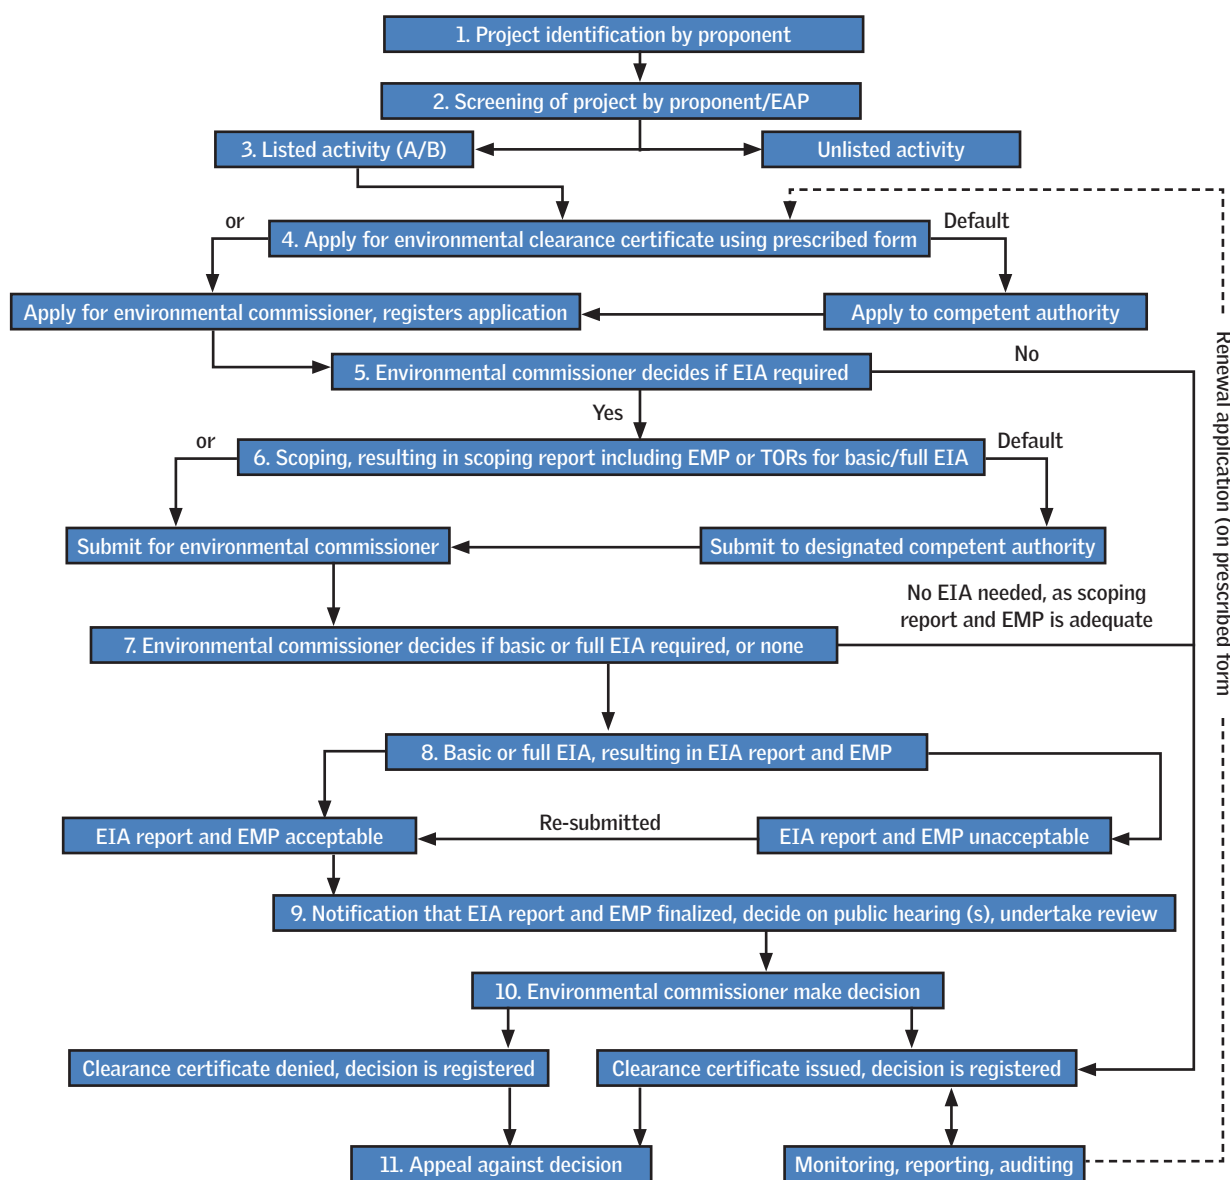 1. Project identification by proponent
2. Screening of project by proponent/EAP
3. Listed activity (A/B)
Unlisted activity
or
4. Apply for environmental clearance certificate using prescribed form
Default
Apply for environmental commissioner, registers application
Apply to competent authority
5. Environmental commissioner decides if EIA required
No
Yes
or
6. Scoping, resulting in scoping report including EMP or TORs for basic/full EIA
Default
Submit for environmental commissioner
Submit to designated competent authority
No EIA needed, as scoping
report and EMP is adequate
7. Environmental commissioner decides if basic or full EIA required, or none
8. Basic or full EIA, resulting in EIA report and EMP
EIA report and EMP acceptable
Re-submitted
EIA report and EMP unacceptable
9. Notification that EIA report and EMP finalized, decide on public hearing (s), undertake review
10. Environmental commissioner make decision
Clearance certificate denied, decision is registered
Clearance certificate issued, decision is registered
11. Appeal against decision
Monitoring, reporting, auditing
Renewal application (on prescribed form